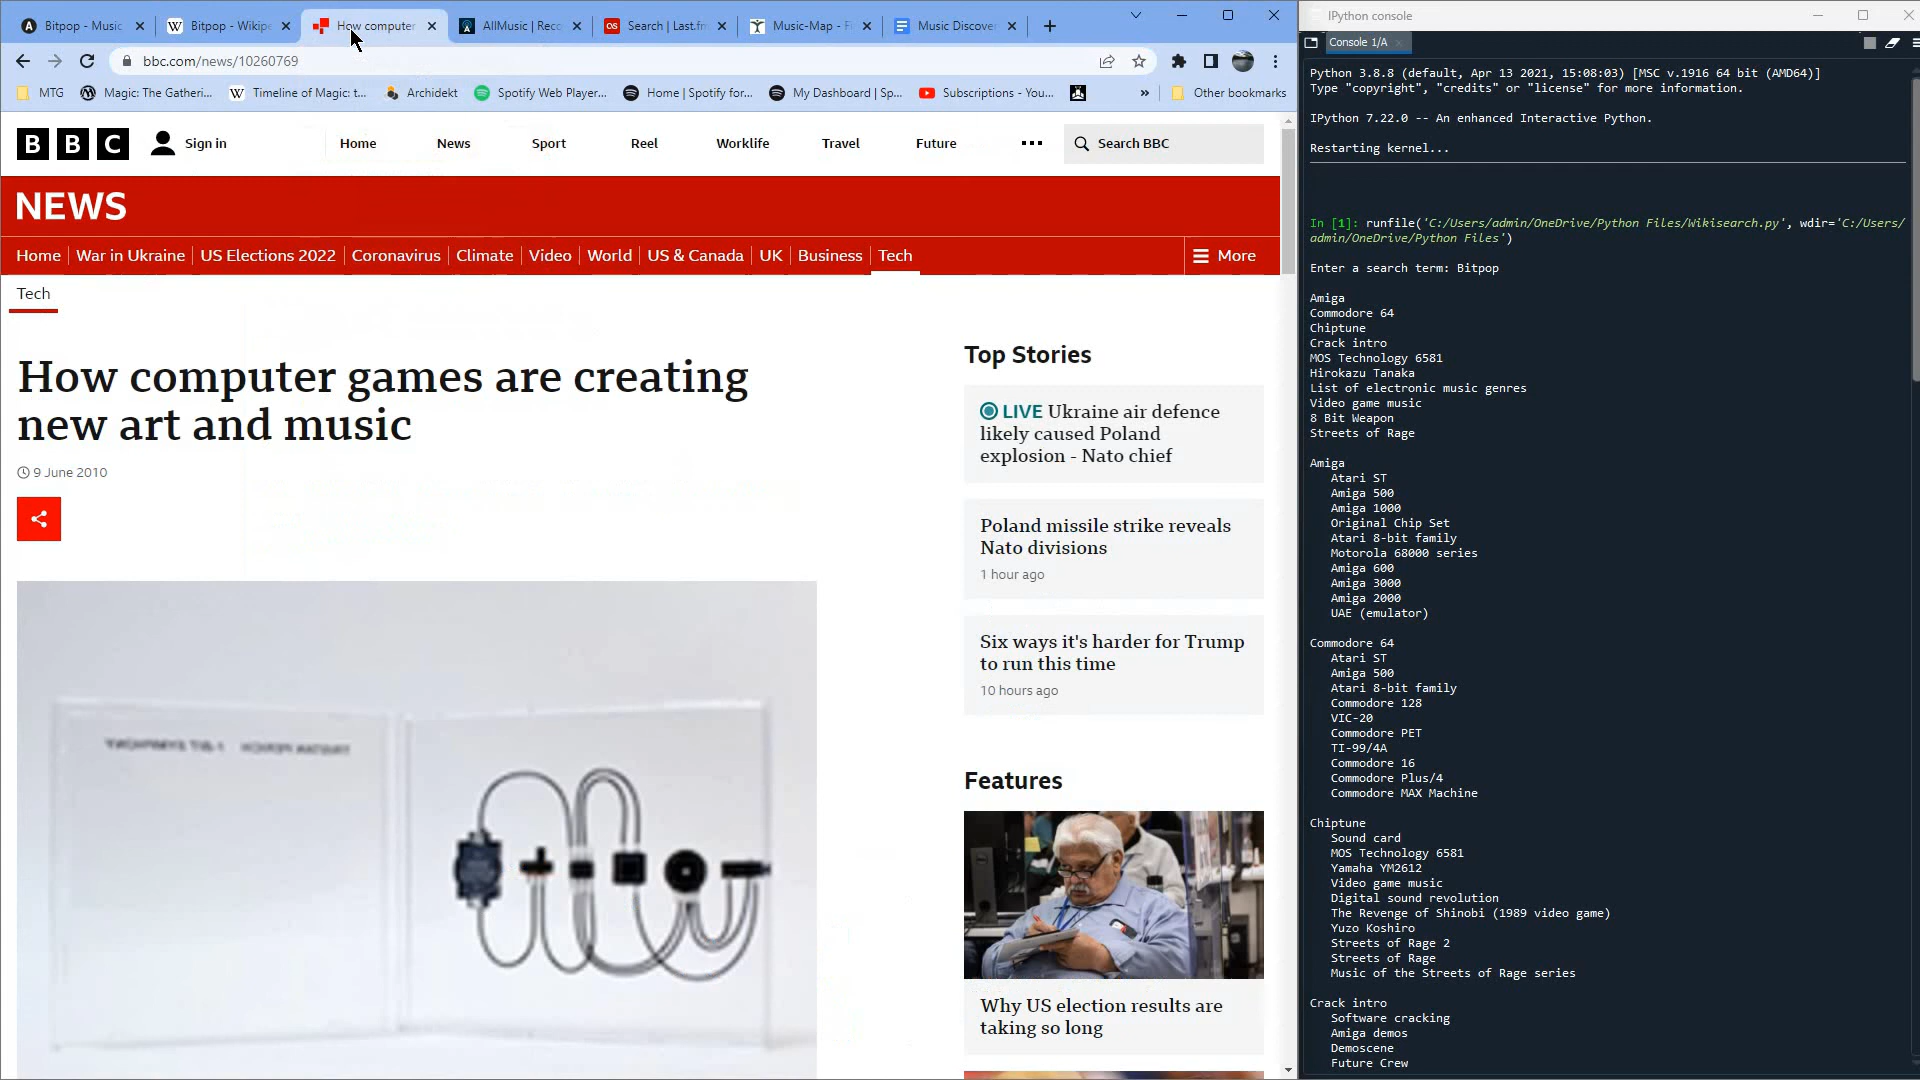 Bitpop - Music
Bitpop - Wikipe
How computer
AllMusic | Reco
Search | Last.fm
Music-Map - Fi
Music Discover
bbc.com/news/10260769
MTG
Magic: The Gatheri...
Timeline of Magic: t...
Archidekt
Spotify Web Player...
Home | Spotify for...
My Dashboard | Sp...
Subscriptions - You...
Other bookmarks
BBC
Sign in
Home
News
Sport
Reel
Worklife
Travel
Future
Search BBC
NEWS
Home
War in Ukraine
US Elections 2022
Coronavirus
Climate
Video
World
US & Canada
UK
Business
Tech
More
Tech
How computer games are creating
new art and music
9 June 2010
Top Stories
LIVE Ukraine air defence
likely caused Poland
explosion - Nato chief
Poland missile strike reveals
Nato divisions
1 hour ago
Six ways it's harder for Trump
to run this time
10 hours ago
Features
Why US election results are
taking so long
IPython console
Console 1/A
Python 3.8.8 (default, Apr 13 2021, 15:08:03) [MSC v.1916 64 bit (AMD64)]
Type "copyright", "credits" or "license" for more information.
IPython 7.22.0 -- An enhanced Interactive Python.
Restarting kernel...
In [1]: runfile('C:/Users/admin/OneDrive/Python Files/Wikisearch.py', wdir='C:/Users/
admin/OneDrive/Python Files')
Enter a search term: Bitpop
Amiga
Commodore 64
Chiptune
Crack intro
MOS Technology 6581
Hirokazu Tanaka
List of electronic music genres
Video game music
8 Bit Weapon
Streets of Rage
Amiga
Atari ST
Amiga 500
Amiga 1000
Original Chip Set
Atari 8-bit family
Motorola 68000 series
Amiga 600
Amiga 3000
Amiga 2000
UAE (emulator)
Commodore 64
Atari ST
Amiga 500
Atari 8-bit family
Commodore 128
VIC-20
Commodore PET
TI-99/4A
Commodore 16
Commodore Plus/4
Commodore MAX Machine
Chiptune
Sound card
MOS Technology 6581
Yamaha YM2612
Video game music
Digital sound revolution
The Revenge of Shinobi (1989 video game)
Yuzo Koshiro
Streets of Rage 2
Streets of Rage
Music of the Streets of Rage series
Crack intro
Software cracking
Amiga demos
Demoscene
Future Crew